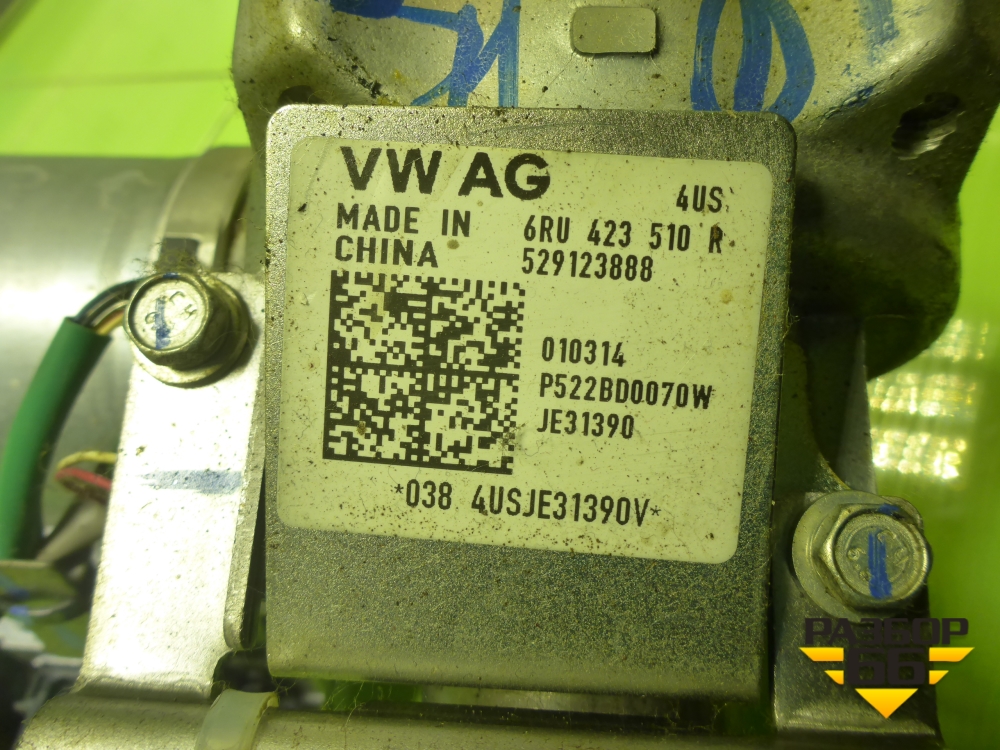 VW AG
4US
MADE IN
CHINA
6RU 423 510 R
529123888
010314
P522BD0070W
JE31390
*038 4USJE31390V*
РАЗБОР
66